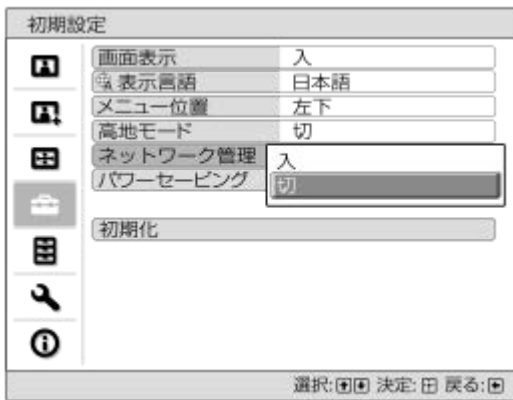 初期設定
画面表示 入
表示言語 日本語
メニュー位置 左下
高地モード 切
ネットワーク管理 入
切
パワーセービング
初期化
選択: 決定: 戻る: